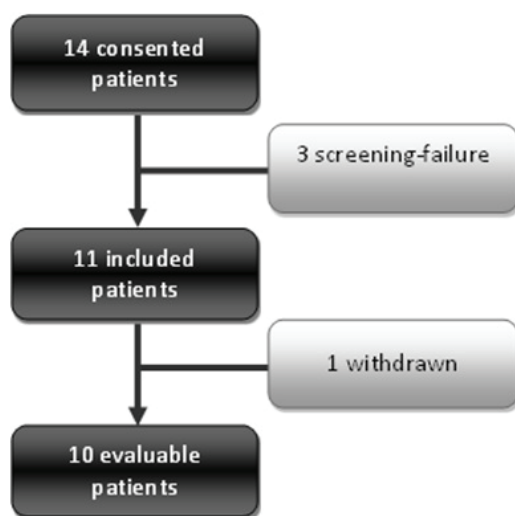 14 consented
patients
3 screening-failure
11 included
patients
1 withdrawn
10 evaluable
patients